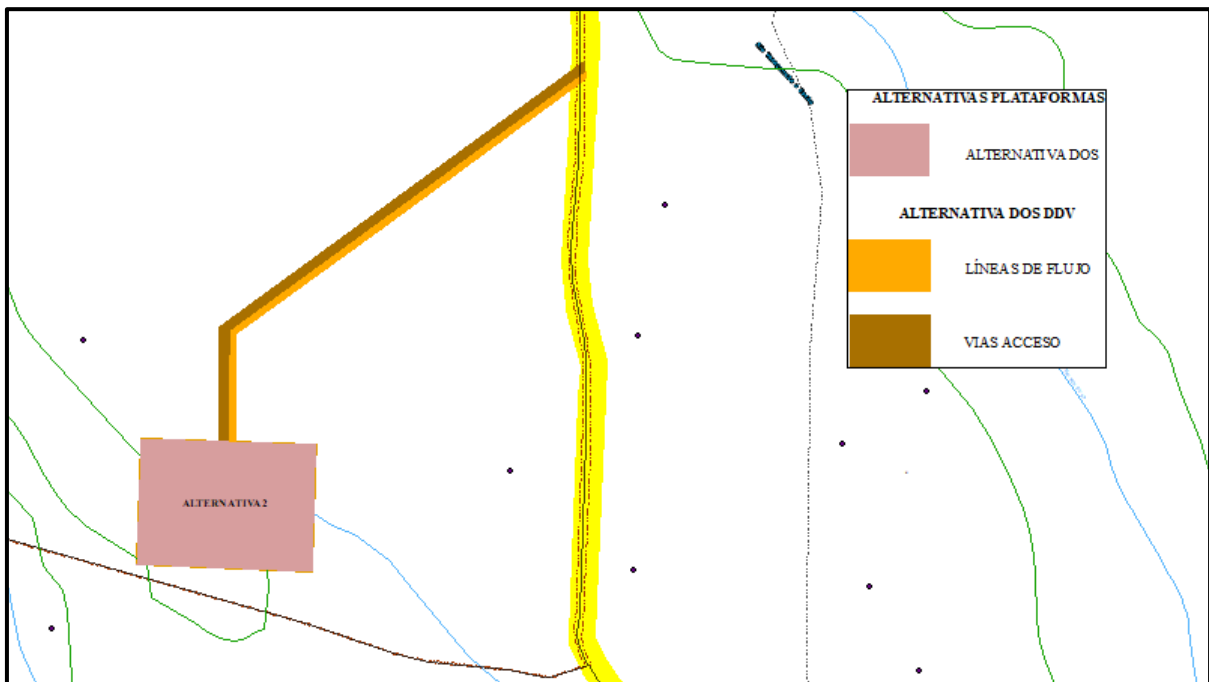 ALTERNATIVAS PLATAFORMAS
ALTERNATIVA DOS
ALTERNATIVA DOS DDV
LÍNEAS DE FLUJO
VIAS ACCESO
ALTERNATIVA 2